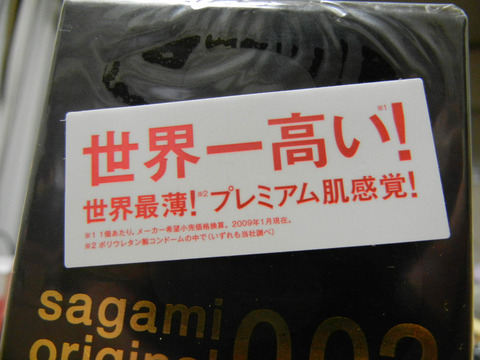 世界一高い!※1
世界最薄!※2 プレミアム肌感覚!
※1 1個あたり。メーカー希望小売価格換算。2009年1月現在。
※2 ポリウレタン製コンドームの中で(いずれも当社調べ)
sagami
original 002